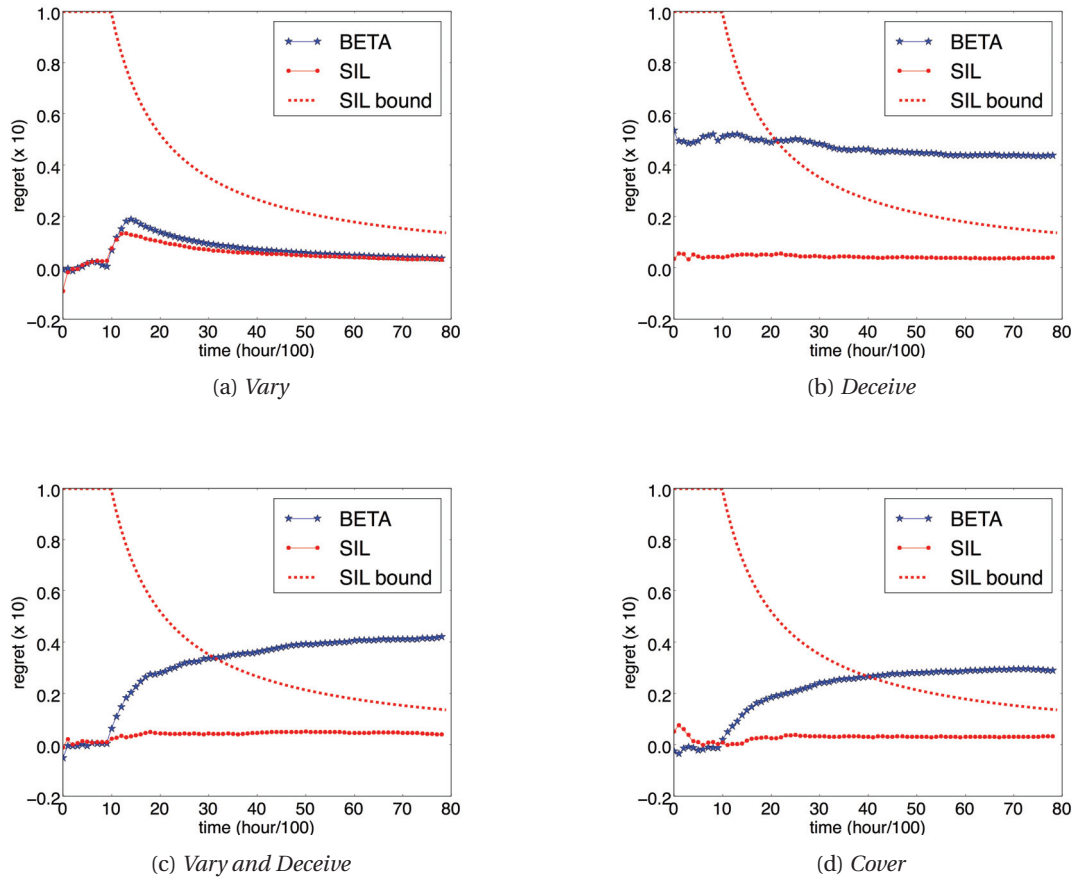 1.0
0.8
0.6
0.4
0.2
0.0
−0.2
regret (x 10)
BETA
SIL
SIL bound
0 10 20 30 40 50 60 70 80
time (hour/100)
(a) Vary
1.0
0.8
0.6
0.4
0.2
0.0
−0.2
regret (x 10)
BETA
SIL
SIL bound
0 10 20 30 40 50 60 70 80
time (hour/100)
(b) Deceive
1.0
0.8
0.6
0.4
0.2
0.0
−0.2
regret (x 10)
BETA
SIL
SIL bound
0 10 20 30 40 50 60 70 80
time (hour/100)
(c) Vary and Deceive
1.0
0.8
0.6
0.4
0.2
0.0
−0.2
regret (x 10)
BETA
SIL
SIL bound
0 10 20 30 40 50 60 70 80
time (hour/100)
(d) Cover